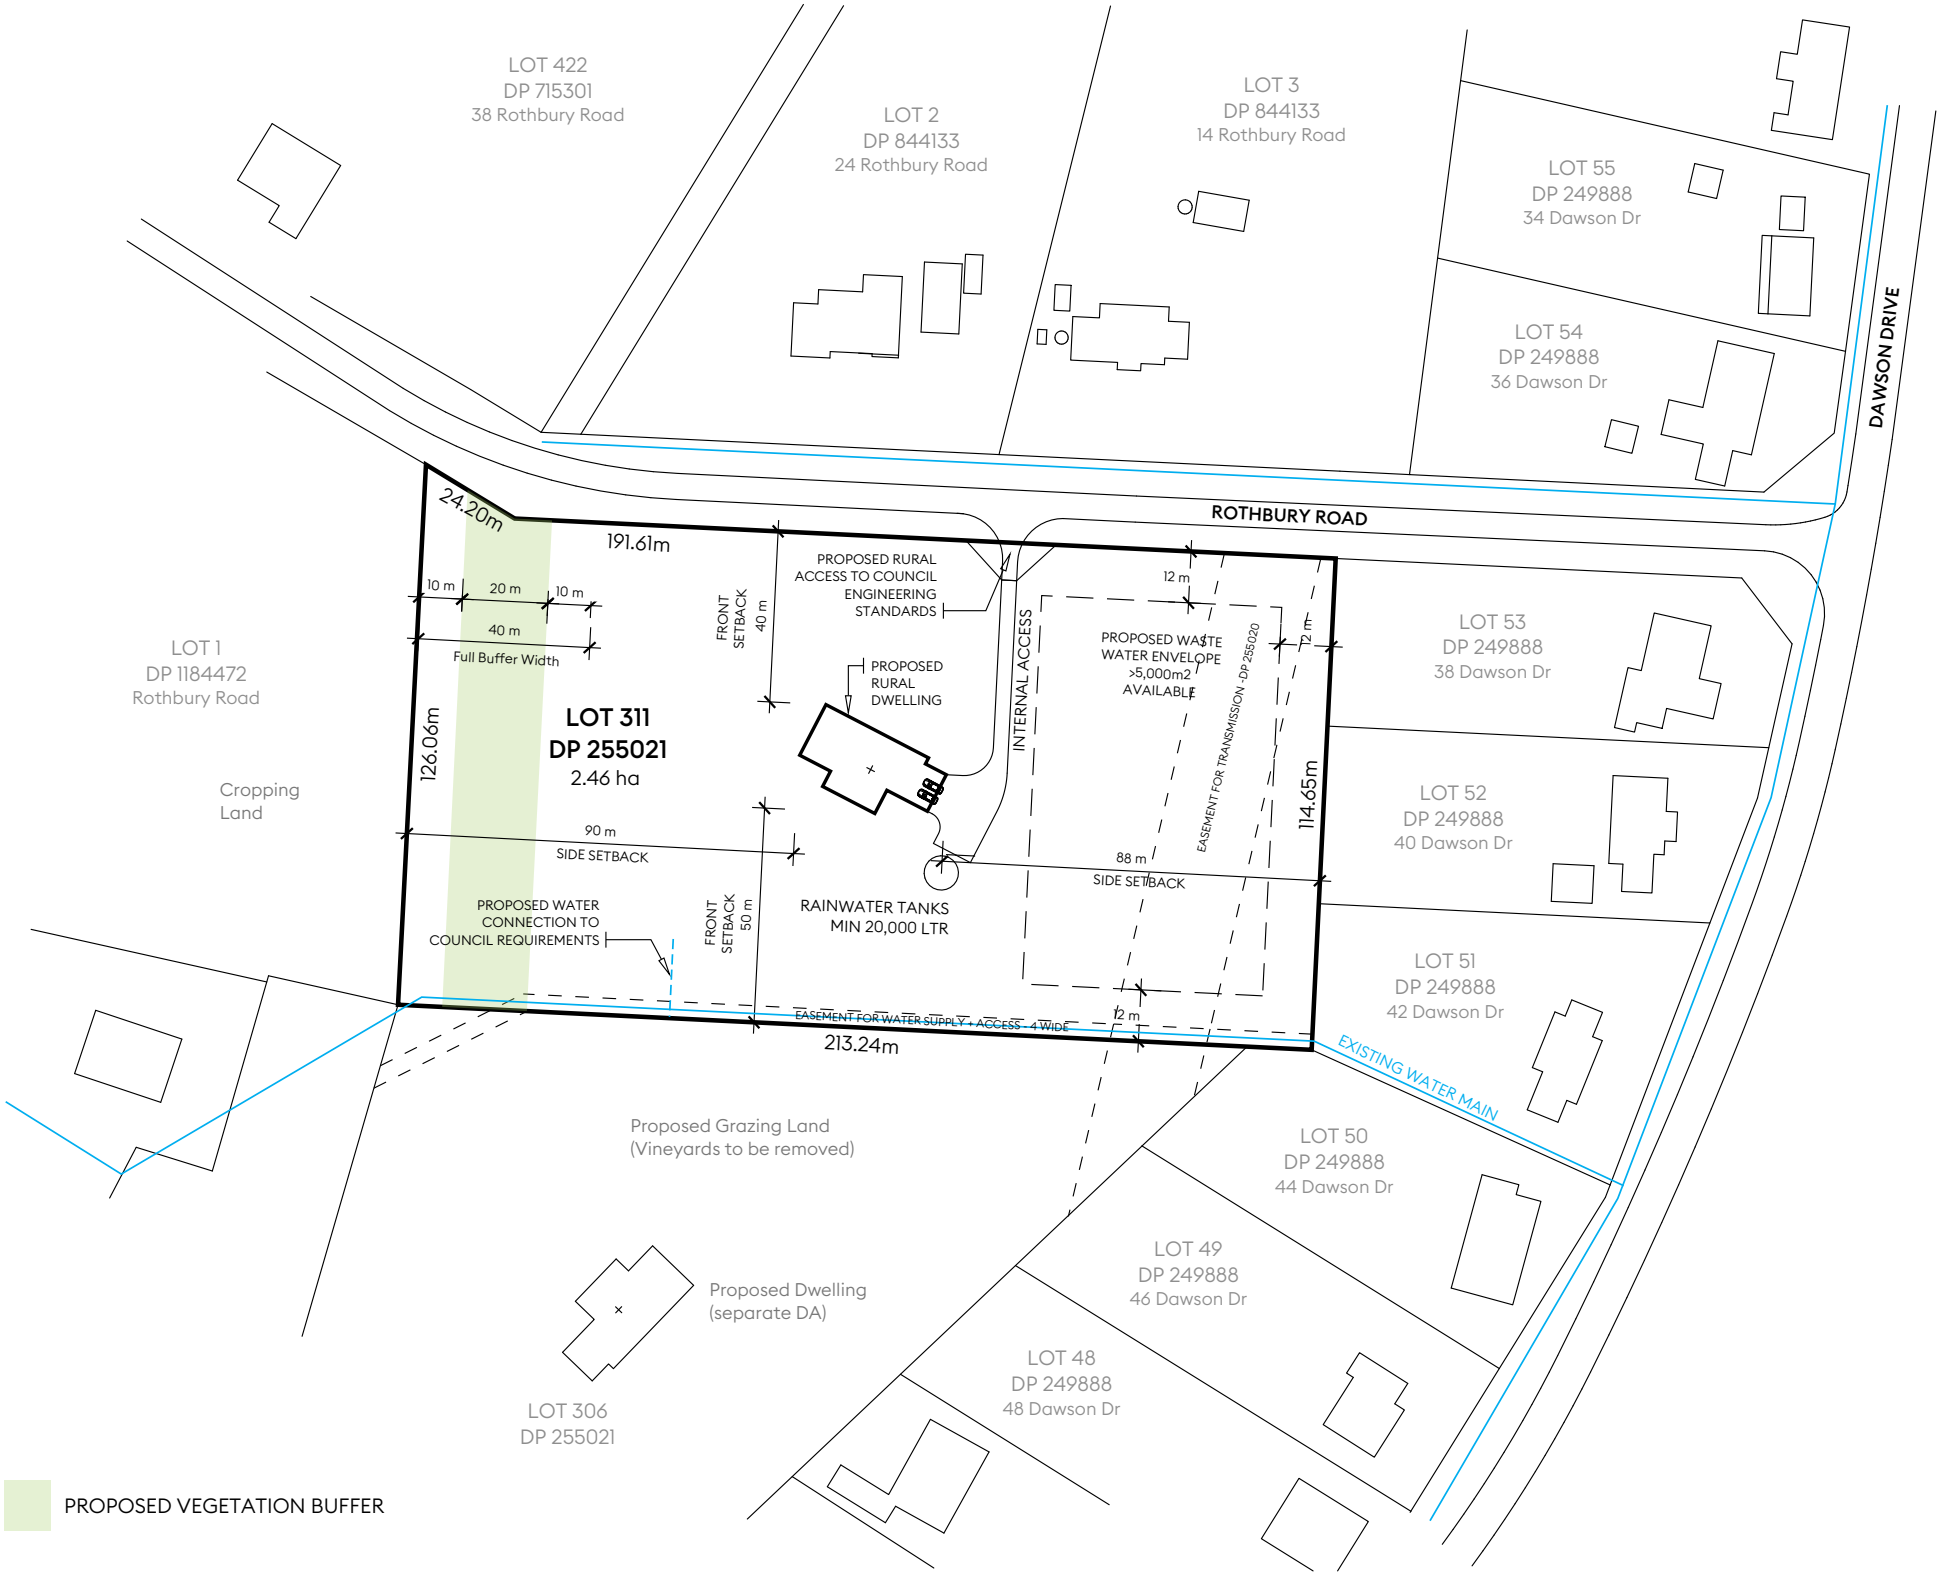 LOT 422
DP 715301
38 Rothbury Road
LOT 2
DP 844133
24 Rothbury Road
LOT 3
DP 844133
14 Rothbury Road
LOT 55
DP 249888
34 Dawson Dr
LOT 54
DP 249888
36 Dawson Dr
DAWSON DRIVE
ROTHBURY ROAD
24.20m
191.61m
10 m
20 m
10 m
40 m
Full Buffer Width
FRONT
SETBACK
40 m
PROPOSED RURAL
ACCESS TO COUNCIL
ENGINEERING
STANDARDS
INTERNAL ACCESS
12 m
PROPOSED WASTE
WATER ENVELOPE
>5,000m2
AVAILABLE
EASEMENT FOR TRANSMISSION - DP 255020
12 m
LOT 53
DP 249888
38 Dawson Dr
LOT 1
DP 1184472
Rothbury Road
PROPOSED
RURAL
DWELLING
LOT 311
DP 255021
2.46 ha
126.06m
114.65m
Cropping
Land
LOT 52
DP 249888
40 Dawson Dr
90 m
SIDE SETBACK
88 m
SIDE SETBACK
PROPOSED WATER
CONNECTION TO
COUNCIL REQUIREMENTS
FRONT
SETBACK
50 m
RAINWATER TANKS
MIN 20,000 LTR
LOT 51
DP 249888
42 Dawson Dr
EASEMENT FOR WATER SUPPLY + ACCESS - 4 WIDE
12 m
213.24m
EXISTING WATER MAIN
Proposed Grazing Land
(Vineyards to be removed)
LOT 50
DP 249888
44 Dawson Dr
LOT 49
DP 249888
46 Dawson Dr
Proposed Dwelling
(separate DA)
LOT 48
DP 249888
48 Dawson Dr
LOT 306
DP 255021
PROPOSED VEGETATION BUFFER